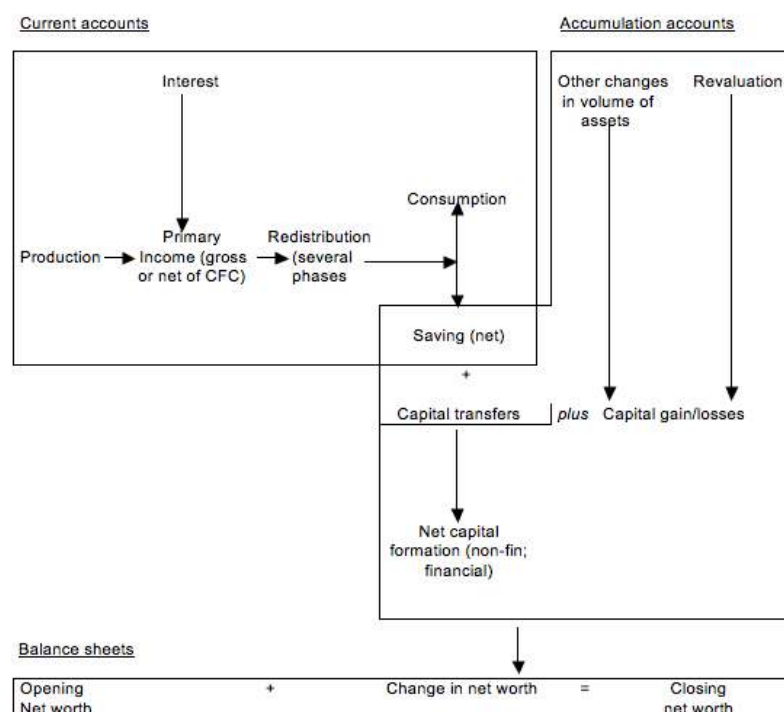 Current accounts
Accumulation accounts
Interest
Other changes
in volume of
assets
Revaluation
Consumption
Production
Primary
Income (gross
or net of CFC)
Redistribution
(several
phases
Saving (net)
+
Capital transfers
plus Capital gain/losses
Net capital
formation (non-fin;
financial)
Balance sheets
Opening
Net worth
+
Change in net worth
=
Closing
net worth